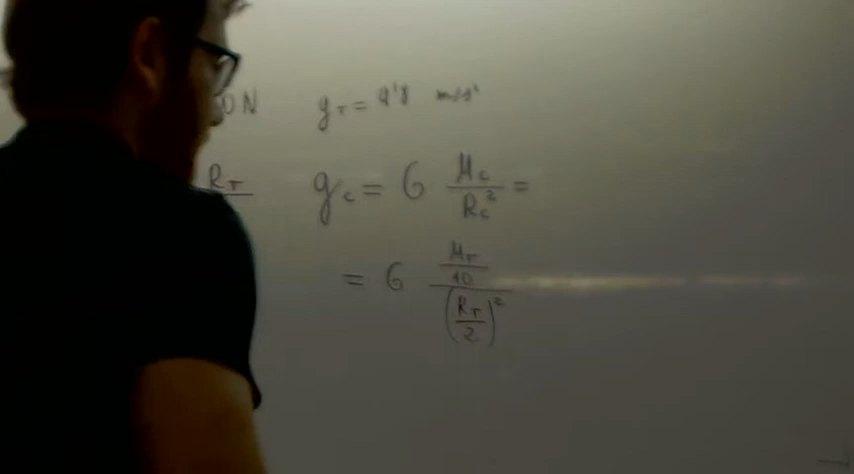 ON g_T = 9'8 m/s²
R_T g_c = G M_c / R_c² =
= G (M_T / 10) / (R_T / 2)²